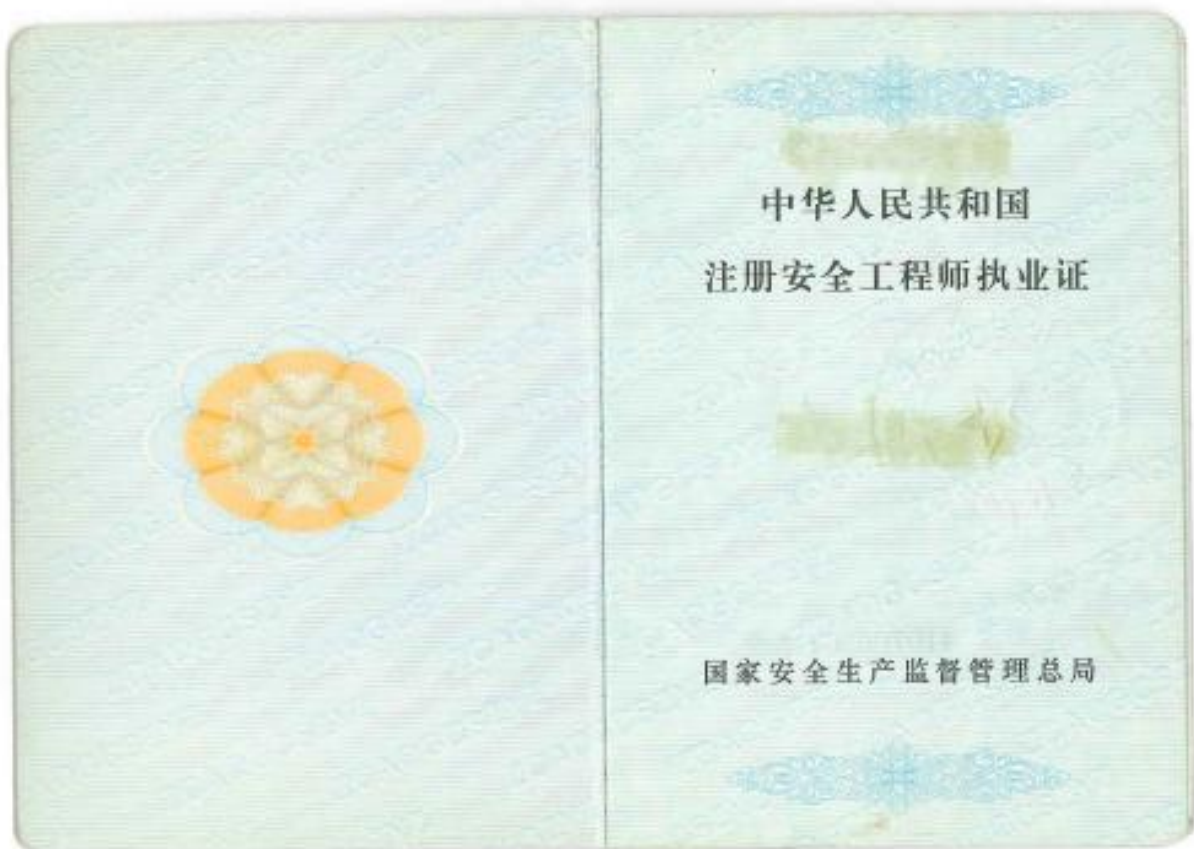 中华人民共和国
注册安全工程师执业证
国家安全生产监督管理总局